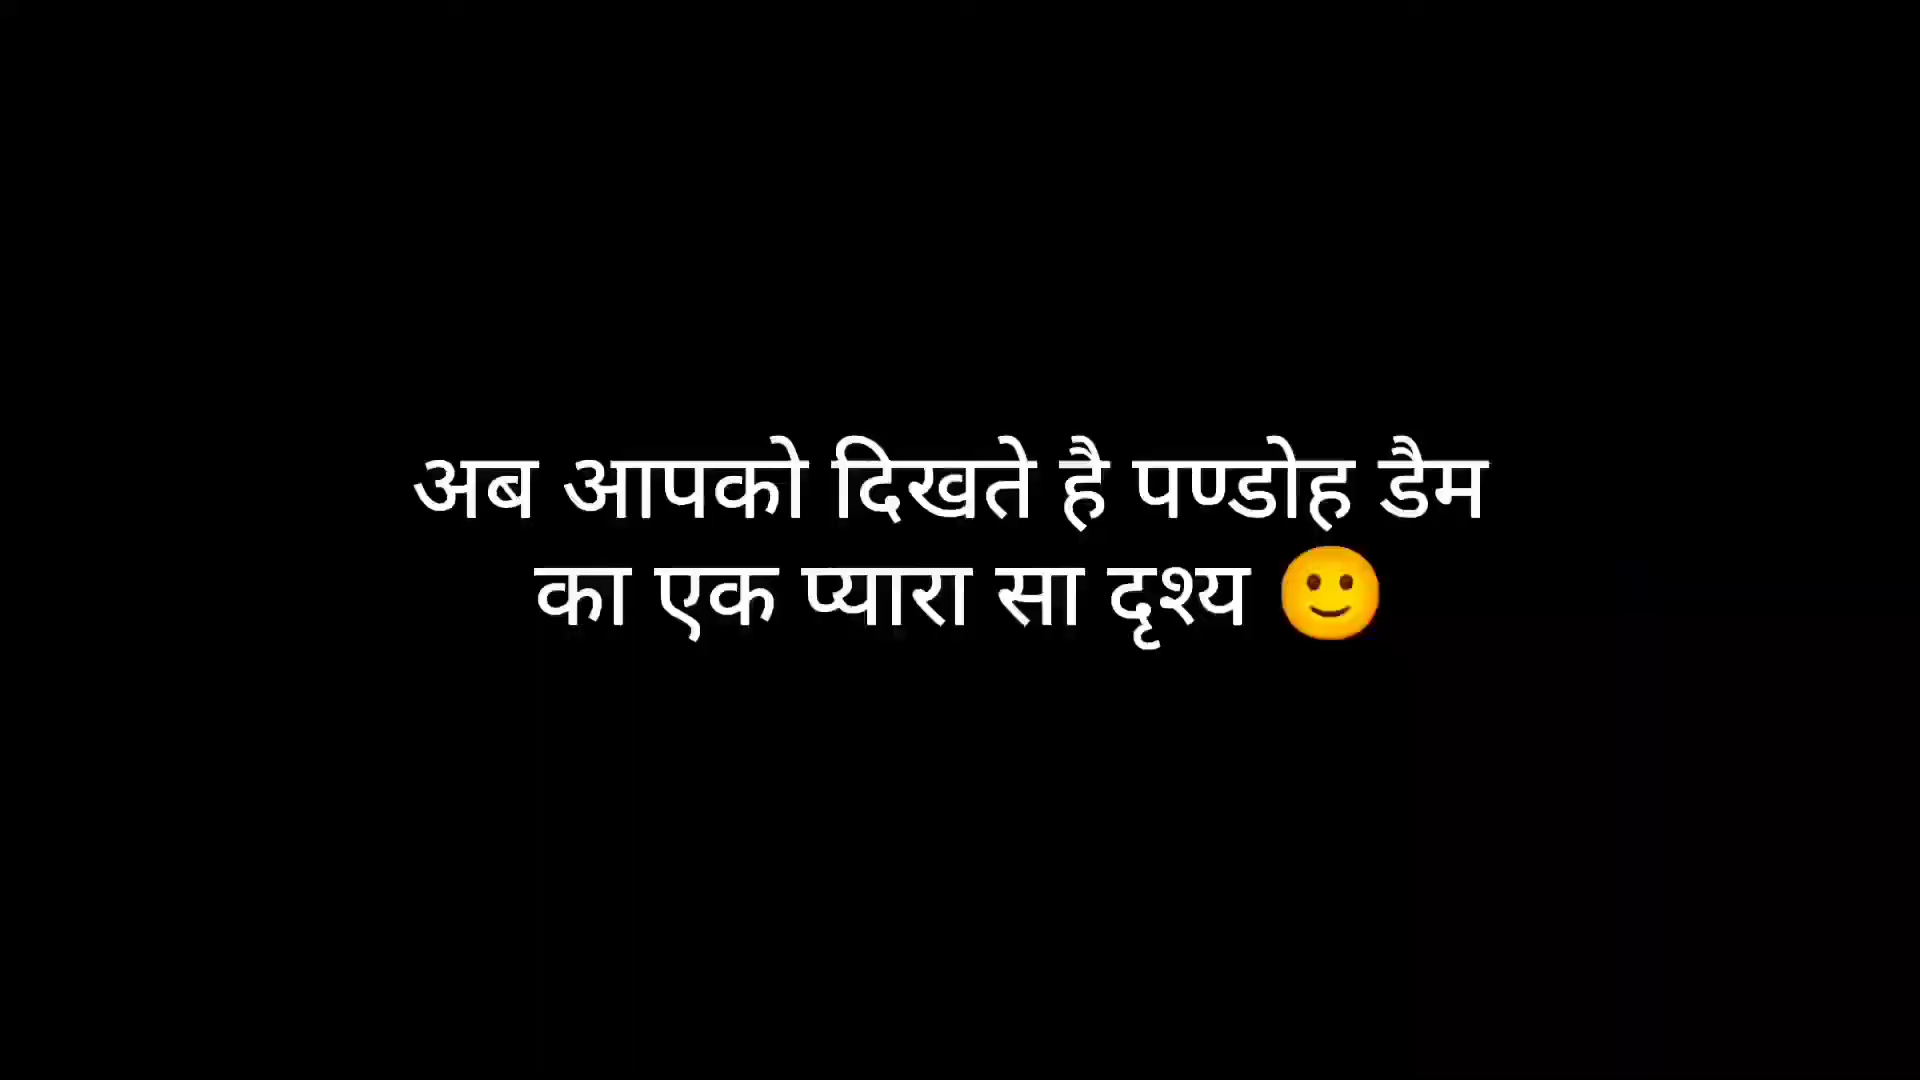 अब आपको दिखते है पण्डोह डैम
का एक प्यारा सा दृश्य 🙂